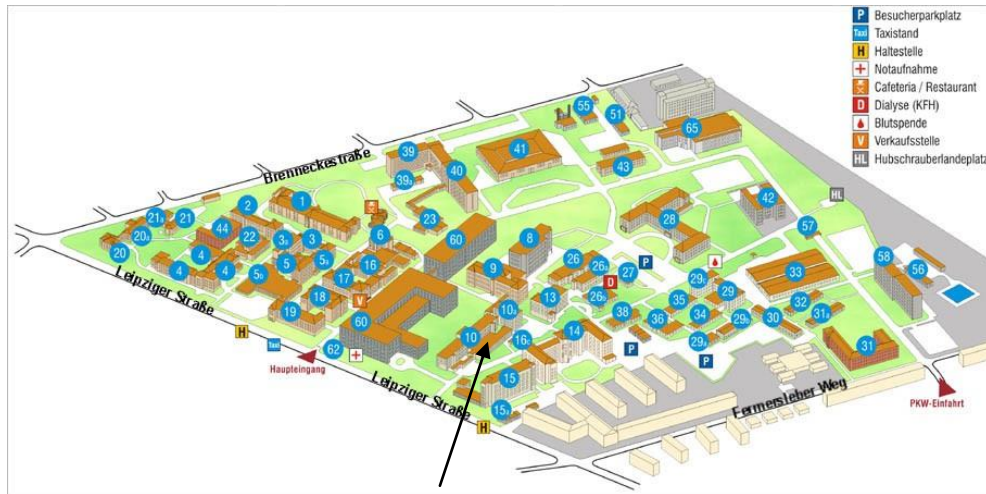 P Besucherparkplatz
Taxi Taxistand
H Haltestelle
+ Notaufnahme
Cafeteria / Restaurant
D Dialyse (KFH)
Blutspende
V Verkaufsstelle
HL Hubschrauberlandeplatz
Brenneckestraße
Leipziger Straße
Leipziger Straße
Fermersleber Weg
Haupteingang
PKW-Einfahrt
H
Taxi
H
V
D
P
P
P
HL
55
51
65
39
40
41
43
39a
42
21a
21
2
1
20a
20
44
22
3a
3
6
23
60
8
28
57
4
4
4
5b
5
5a
16
17
9
26
26a
27
29c
29
33
58
56
19
18
60
10a
13
26b
38
35
36
34
29b
30
32
31a
62
10
16c
14
29a
31
15
15a